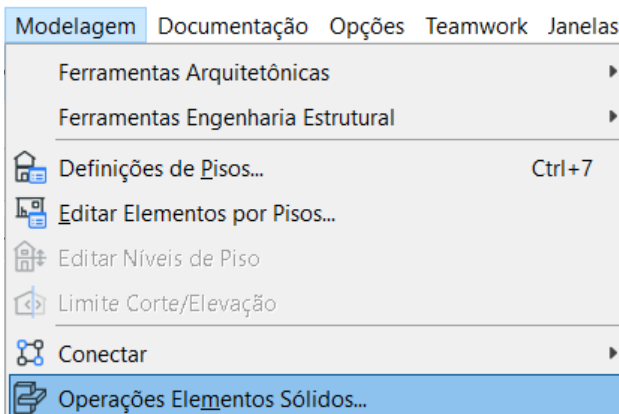 Modelagem Documentação Opções Teamwork Janelas
Ferramentas Arquitetônicas
Ferramentas Engenharia Estrutural
Definições de Pisos... Ctrl+7
Editar Elementos por Pisos...
Editar Níveis de Piso
Limite Corte/Elevação
Conectar
Operações Elementos Sólidos...